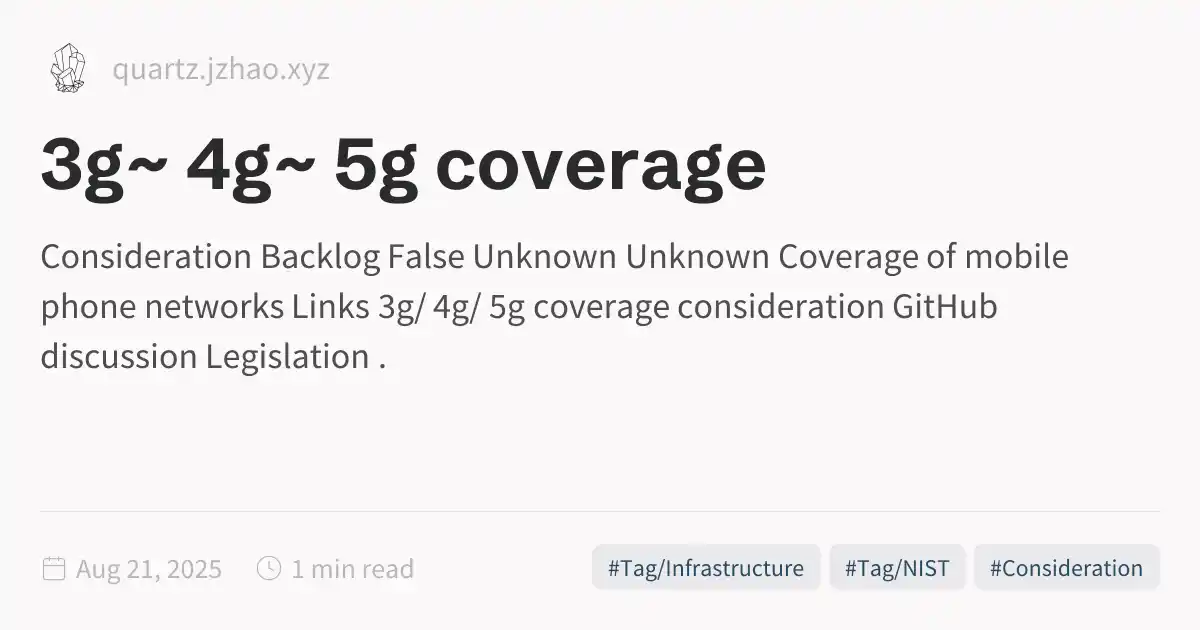 quartz.jzhao.xyz
3g~ 4g~ 5g coverage
Consideration Backlog False Unknown Unknown Coverage of mobile
phone networks Links 3g/ 4g/ 5g coverage consideration GitHub
discussion Legislation .
Aug 21, 2025 1 min read #Tag/Infrastructure #Tag/NIST #Consideration